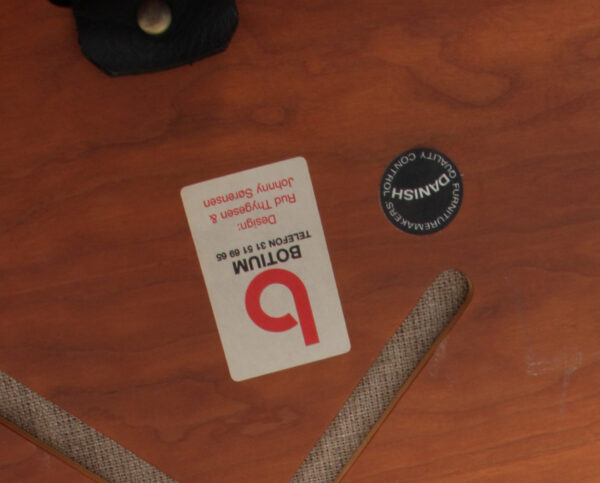 b
BOTIUM
TELEFON 31 51 69 65
Design:
Rud Thygesen &
Johnny Sørensen
DANISH
FURNITUREMAKERS
QUALITY CONTROL